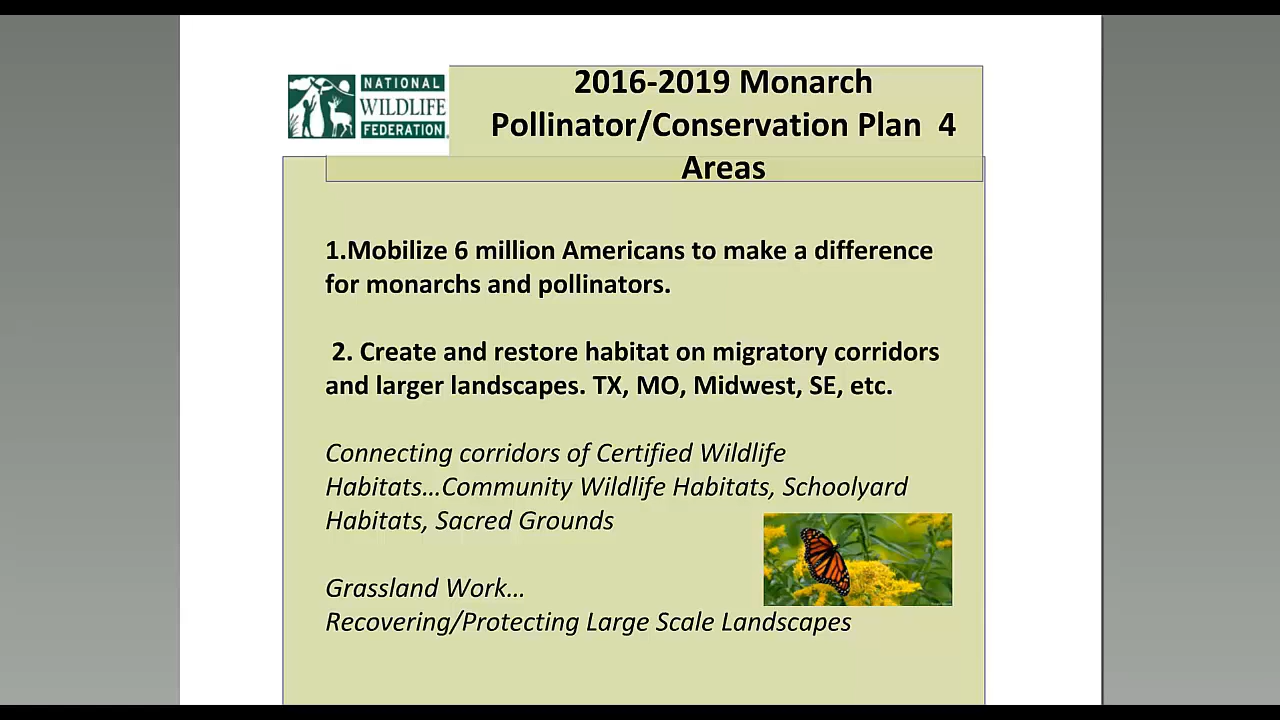 NATIONAL
WILDLIFE
FEDERATION
2016-2019 Monarch
Pollinator/Conservation Plan  4
Areas
1.Mobilize 6 million Americans to make a difference
for monarchs and pollinators.
2. Create and restore habitat on migratory corridors
and larger landscapes. TX, MO, Midwest, SE, etc.
Connecting corridors of Certified Wildlife
Habitats…Community Wildlife Habitats, Schoolyard
Habitats, Sacred Grounds
Grassland Work…
Recovering/Protecting Large Scale Landscapes